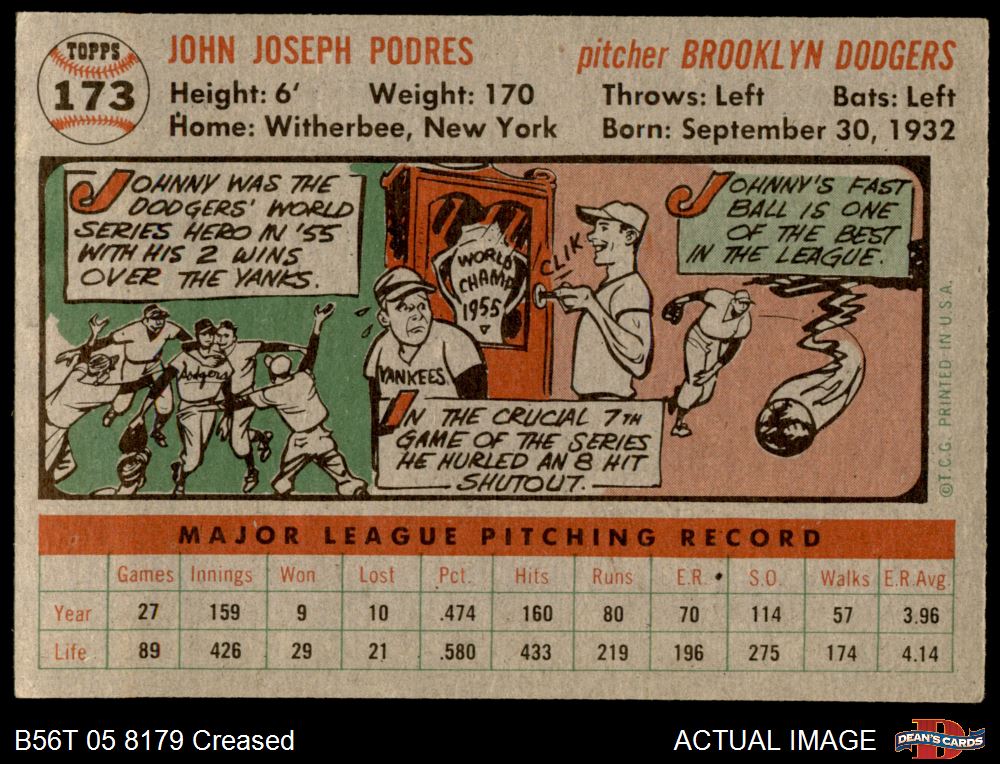 TOPPS
173
JOHN JOSEPH PODRES
pitcher BROOKLYN DODGERS
Height: 6' Weight: 170 Throws: Left Bats: Left
Home: Witherbee, New York Born: September 30, 1932
JOHNNY WAS THE
DODGERS' WORLD
SERIES HERO IN '55
WITH HIS 2 WINS
OVER THE YANKS.
Dodgers
WORLD
CHAMP
1955
CLIK
YANKEES
IN THE CRUCIAL 7TH
GAME OF THE SERIES
HE HURLED AN 8 HIT
SHUTOUT.
JOHNNY'S FAST
BALL IS ONE
OF THE BEST
IN THE LEAGUE.
©T.C.G. PRINTED IN U.S.A.
MAJOR LEAGUE PITCHING RECORD
Games Innings Won Lost Pct. Hits Runs E.R. S.O. Walks E.R.Avg.
Year 27 159 9 10 .474 160 80 70 114 57 3.96
Life 89 426 29 21 .580 433 219 196 275 174 4.14
B56T 05 8179 Creased
ACTUAL IMAGE
DEAN'S CARDS